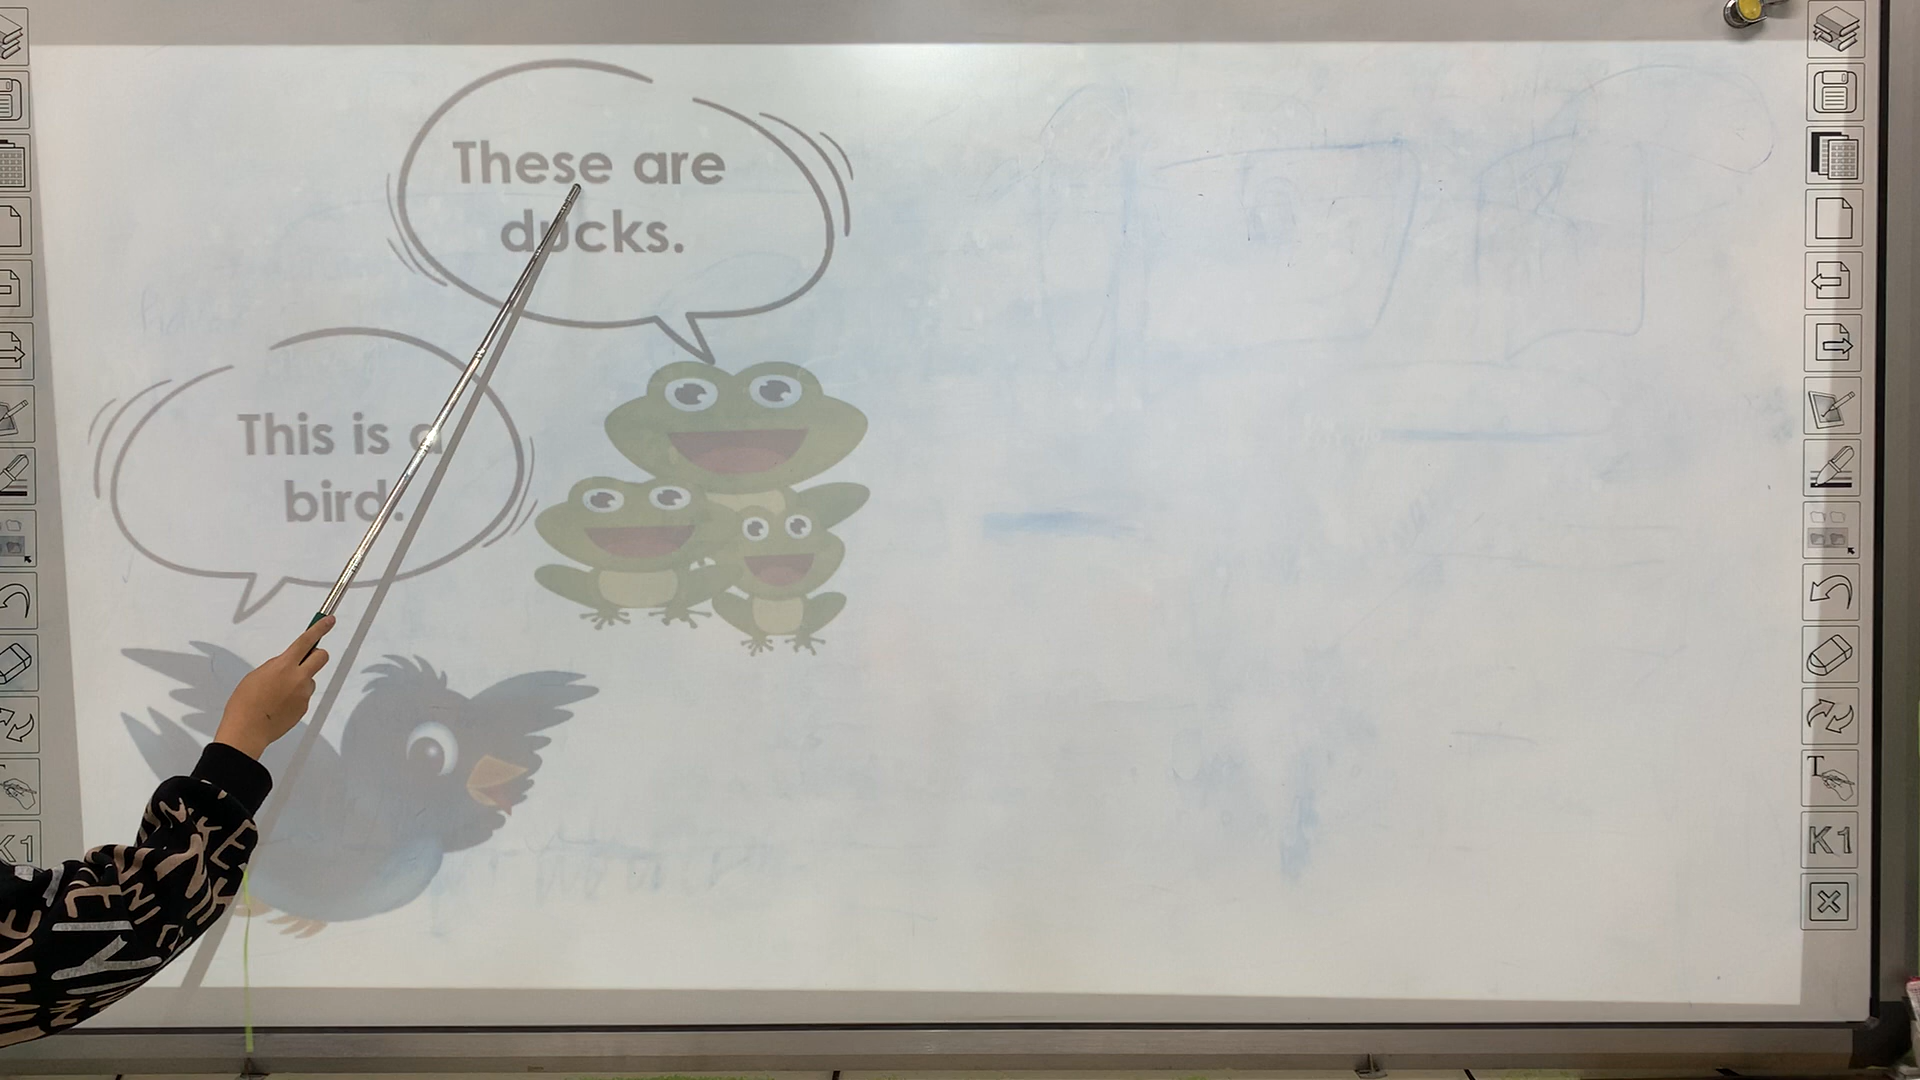 These are
ducks.
This is a
bird.
T
K1
K1